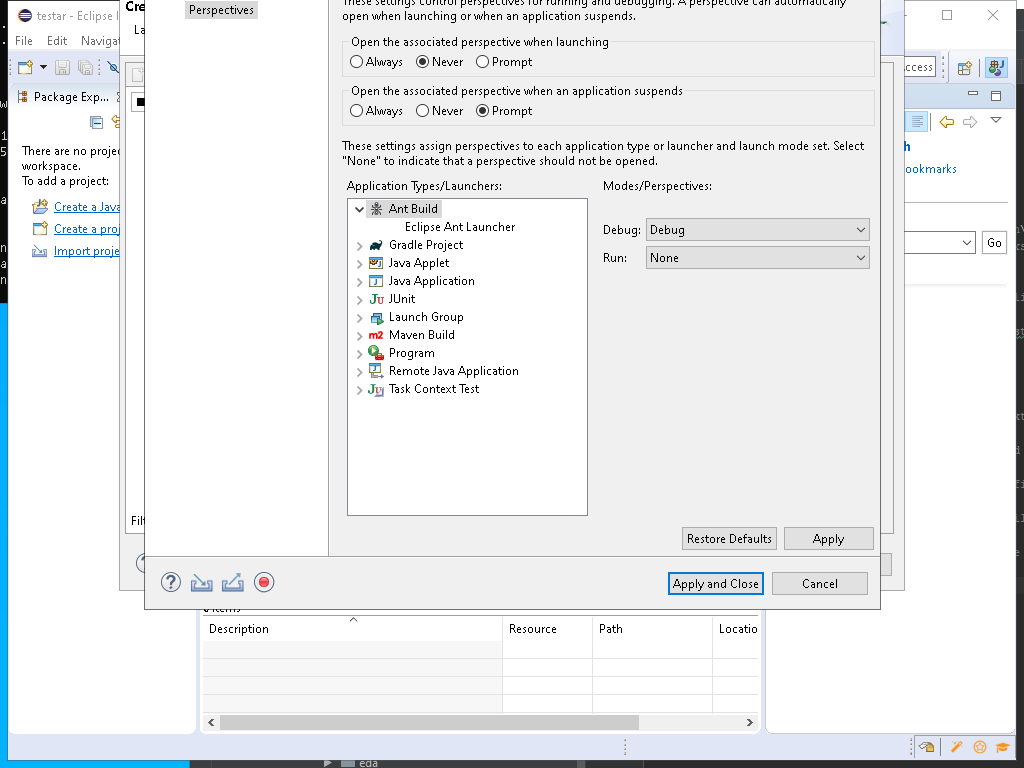 testar - Eclipse I
File Edit Navigat
Package Exp...
There are no projec
workspace.
To add a project:
Create a Java
Create a proj
Import proje
Cre
La
Filt
Perspectives
These settings control perspectives for running and debugging. A perspective can automatically
open when launching or when an application suspends.
Open the associated perspective when launching
Always Never Prompt
Open the associated perspective when an application suspends
Always Never Prompt
These settings assign perspectives to each application type or launcher and launch mode set. Select
"None" to indicate that a perspective should not be opened.
Application Types/Launchers:
Modes/Perspectives:
Ant Build
Eclipse Ant Launcher
Gradle Project
Java Applet
Java Application
JUnit
Launch Group
Maven Build
Program
Remote Java Application
Task Context Test
Debug: Debug
Run: None
Restore Defaults Apply
Apply and Close Cancel
ccess
h
ookmarks
Go
items
Description Resource Path Locatio
eda